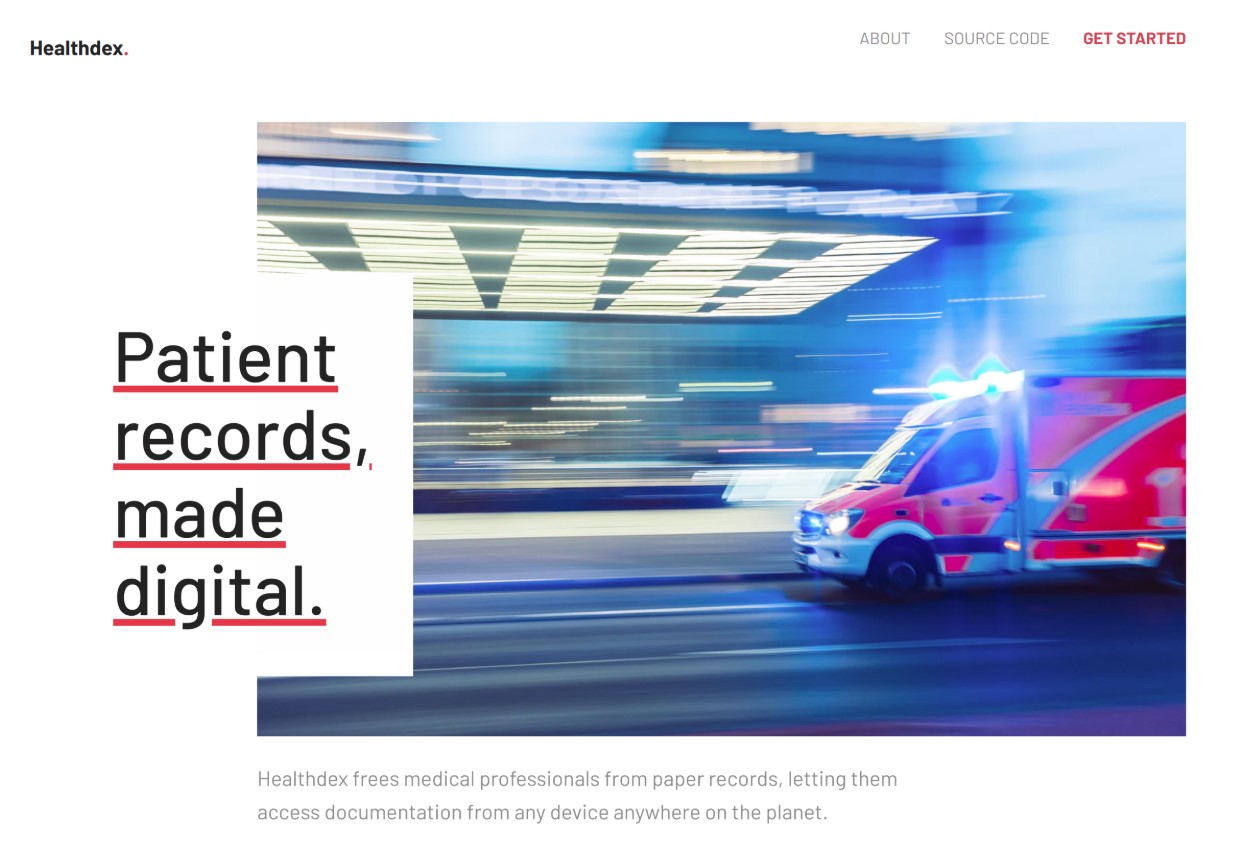 Healthdex.
ABOUT
SOURCE CODE
GET STARTED
Patient
records,
made
digital.
Healthdex frees medical professionals from paper records, letting them
access documentation from any device anywhere on the planet.